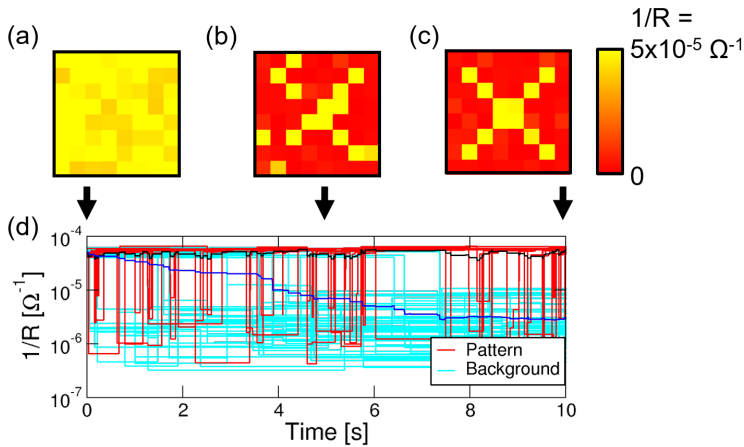 (a)
(b)
(c)
1/R =
5x10⁻⁵ Ω⁻¹
0
(d)
1/R [Ω⁻¹]
10⁻⁴
10⁻⁵
10⁻⁶
10⁻⁷
Pattern
Background
0 2 4 6 8 10
Time [s]